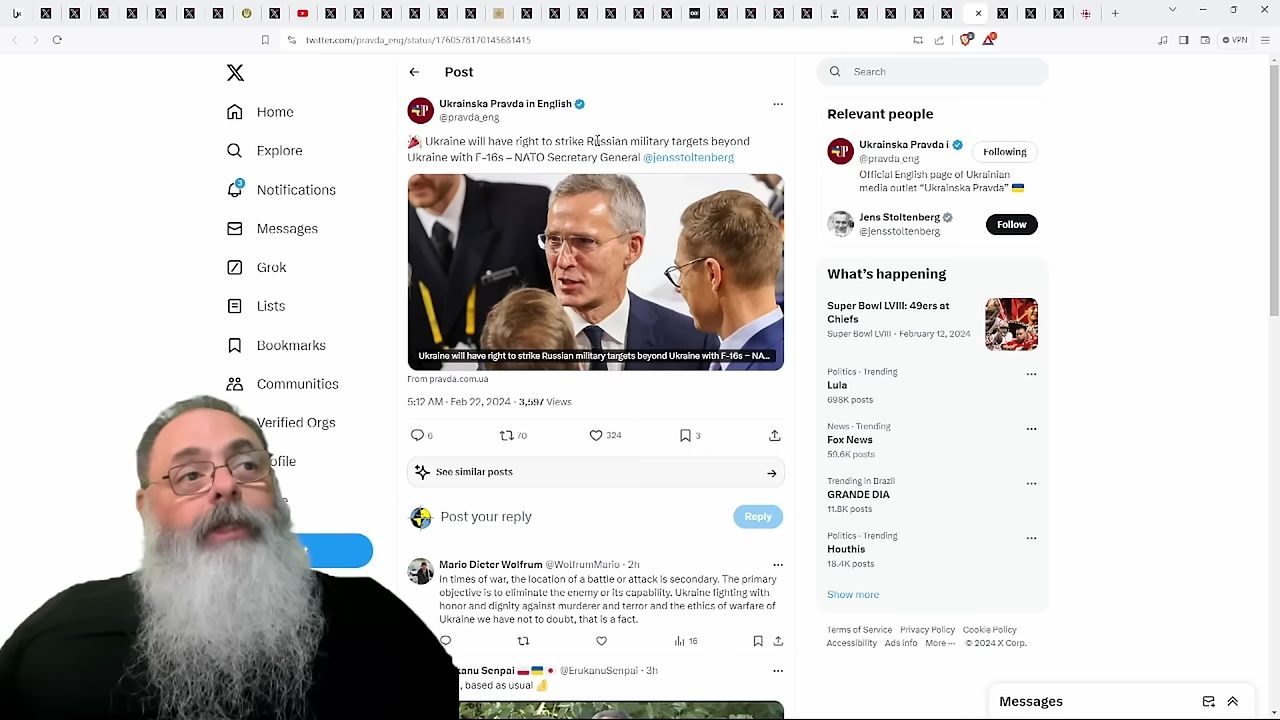 twitter.com/pravda_eng/status/1760578170145681415
VPN
Home
Explore
3
Notifications
Messages
Grok
Lists
Bookmarks
Communities
Verified Orgs
Post
Ukrainska Pravda in English
@pravda_eng
Ukraine will have right to strike Russian military targets beyond
Ukraine with F-16s – NATO Secretary General @jensstoltenberg
Ukraine will have right to strike Russian military targets beyond Ukraine with F-16s – NA...
From pravda.com.ua
5:12 AM · Feb 22, 2024 · 3,597 Views
6
70
324
3
See similar posts
Post your reply
Reply
Mario Dieter Wolfrum @WolfrumMario · 2h
In times of war, the location of a battle or attack is secondary. The primary
objective is to eliminate the enemy or its capability. Ukraine fighting with
honor and dignity against murderer and terror and the ethics of warfare of
Ukraine we have not to doubt, that is a fact.
16
Senpai @ErukanuSenpai · 3h
, based as usual
Search
Relevant people
Ukrainska Pravda i
@pravda_eng
Following
Official English page of Ukrainian
media outlet “Ukrainska Pravda”
Jens Stoltenberg
@jensstoltenberg
Follow
What’s happening
Super Bowl LVIII: 49ers at
Chiefs
Super Bowl LVIII · February 12, 2024
Politics · Trending
Lula
698K posts
News · Trending
Fox News
59.6K posts
Trending in Brazil
GRANDE DIA
11.8K posts
Politics · Trending
Houthis
18.4K posts
Show more
Terms of Service Privacy Policy Cookie Policy
Accessibility Ads info More ··· © 2024 X Corp.
Messages